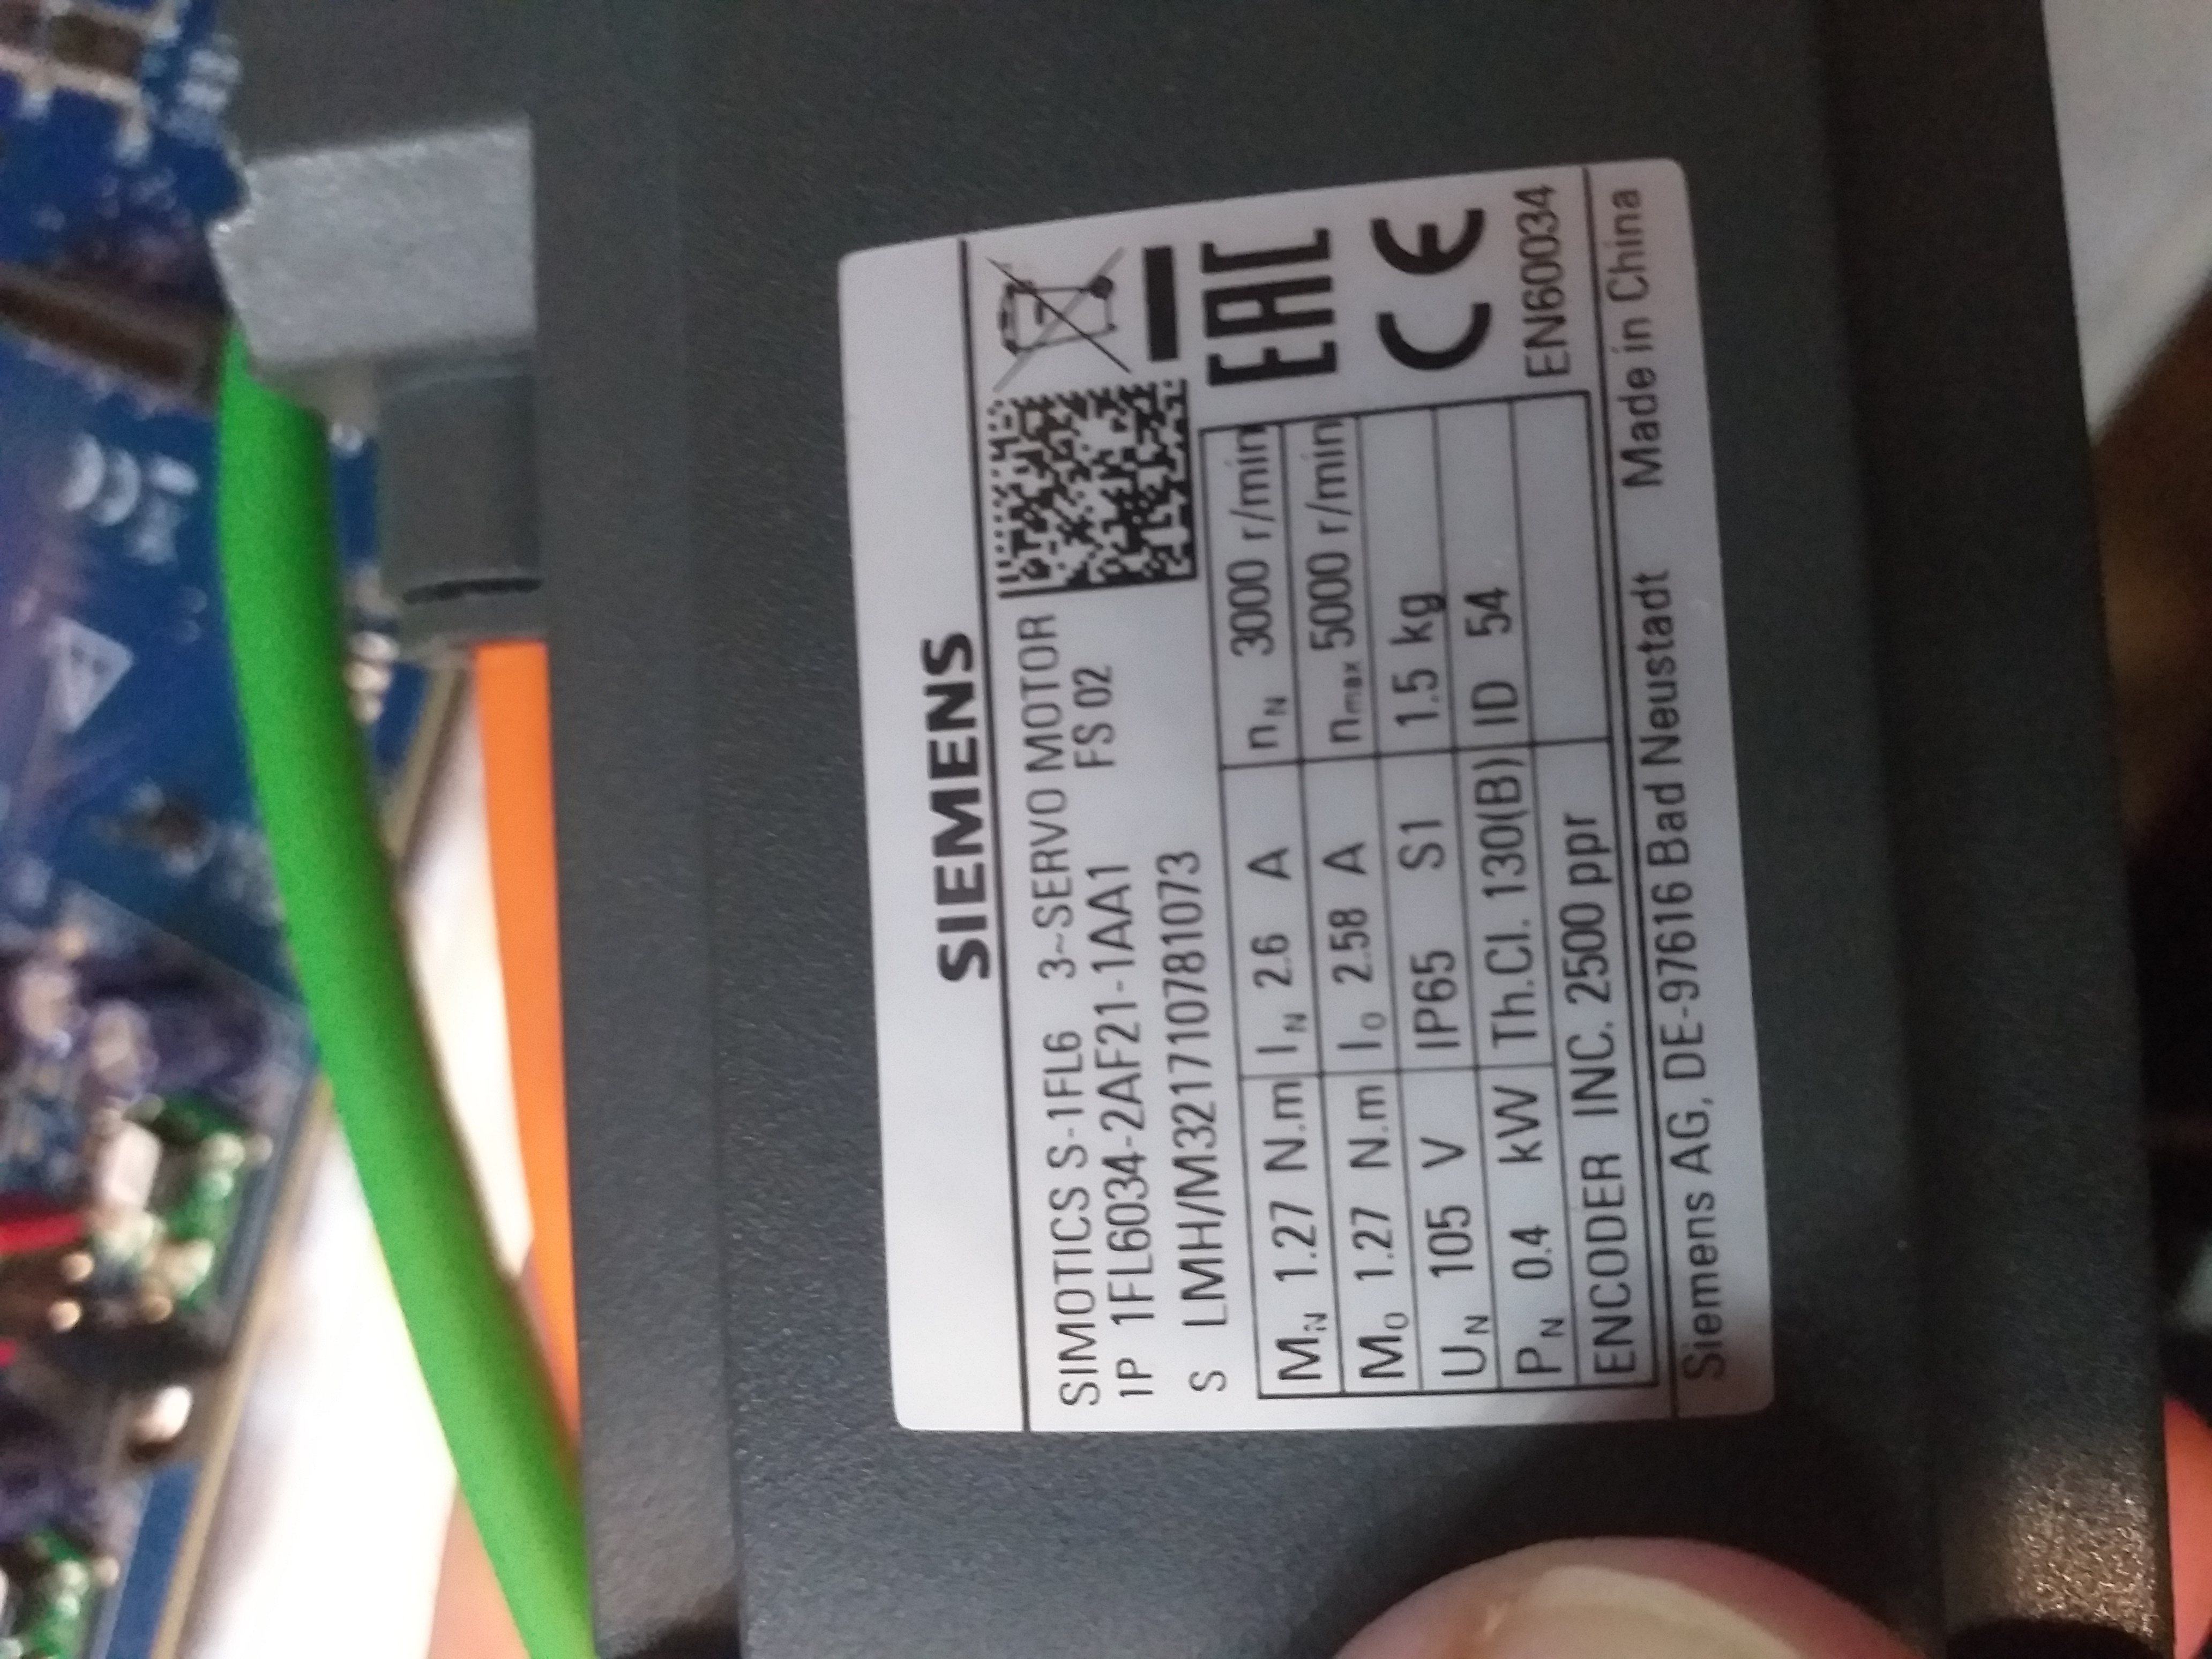 SIEMENS
SIMOTICS S-1FL6 3~SERVO MOTOR
1P 1FL6034-2AF21-1AA1 FS 02
S LMH/M321710781073
MN 1.27 N.m IN 2.6 A nN 3000 r/min
M0 1.27 N.m I0 2.58 A nmax 5000 r/min
UN 105 V IP65 S1 1.5 kg
PN 0.4 kW Th.Cl. 130(B) ID 54
ENCODER INC. 2500 ppr
EAC
CE
EN60034
Siemens AG, DE-97616 Bad Neustadt Made in China